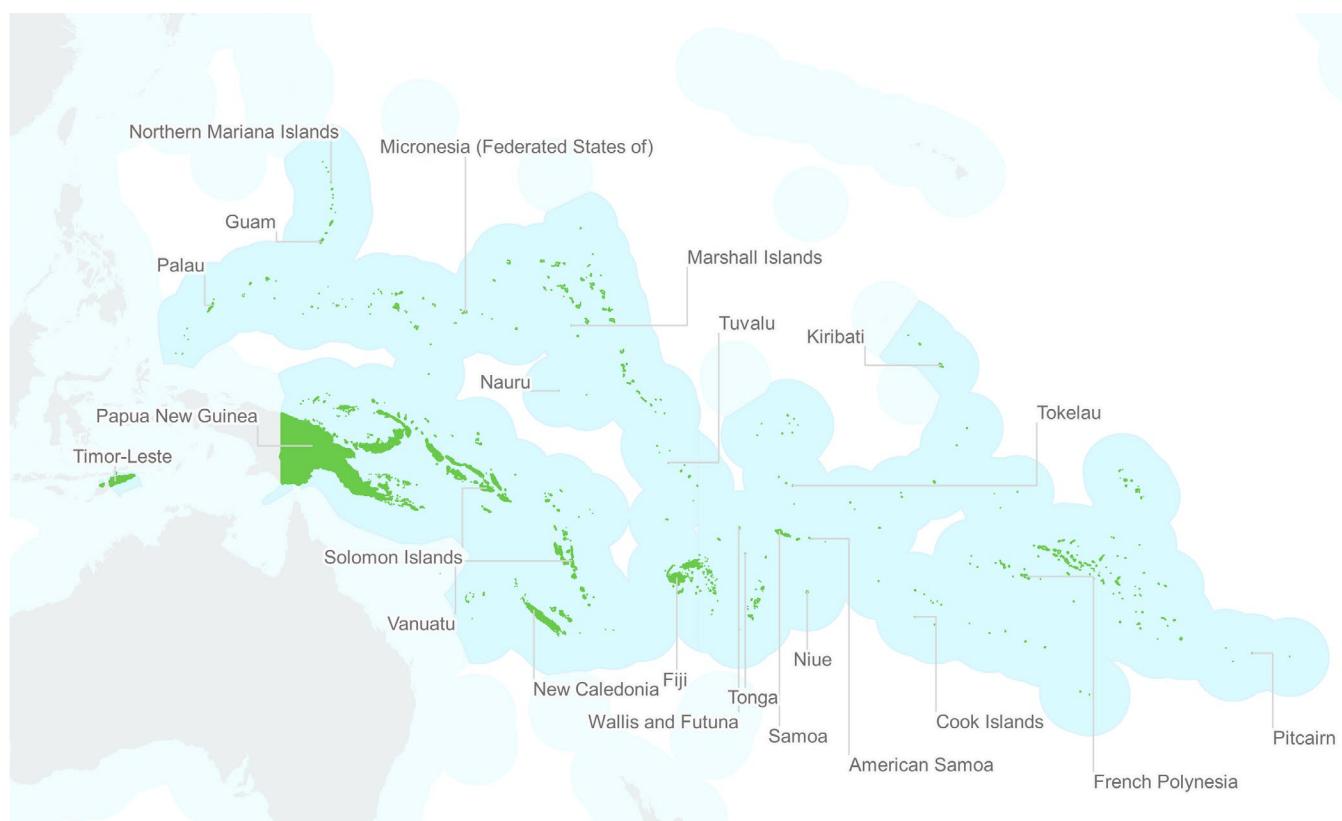 Northern Mariana Islands
Micronesia (Federated States of)
Guam
Palau
Marshall Islands
Tuvalu
Kiribati
Nauru
Papua New Guinea
Tokelau
Timor-Leste
Solomon Islands
Vanuatu
Niue
New Caledonia
Fiji
Tonga
Wallis and Futuna
Samoa
Cook Islands
Pitcairn
American Samoa
French Polynesia